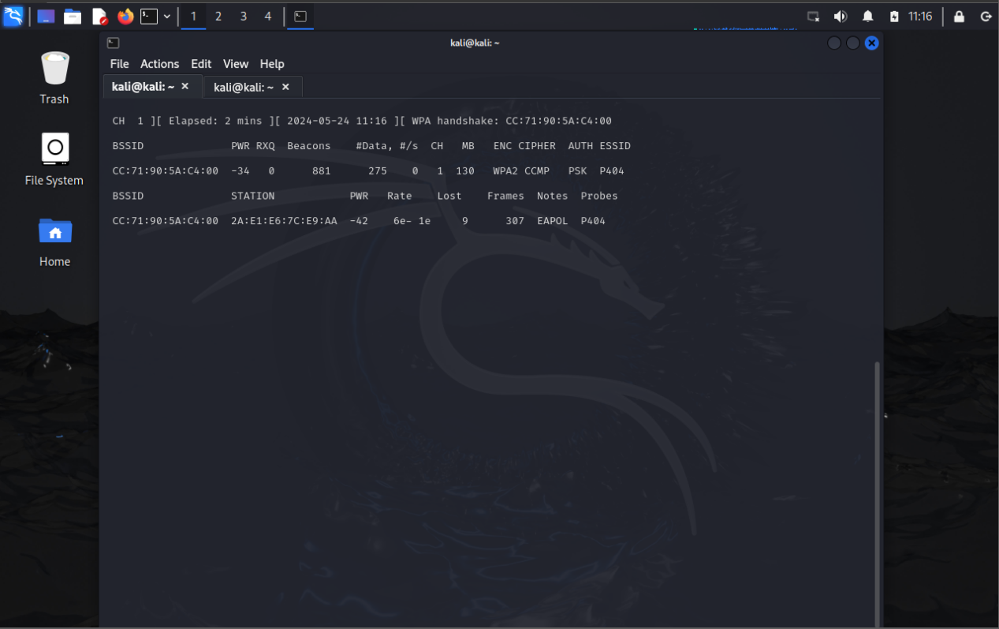 1 2 3 4 11:16
kali@kali: ~
File Actions Edit View Help
kali@kali: ~ × kali@kali: ~ ×
Trash
File System
Home
CH 1 ][ Elapsed: 2 mins ][ 2024-05-24 11:16 ][ WPA handshake: CC:71:90:5A:C4:00
BSSID PWR RXQ Beacons #Data, #/s CH MB ENC CIPHER AUTH ESSID
CC:71:90:5A:C4:00 -34 0 881 275 0 1 130 WPA2 CCMP PSK P404
BSSID STATION PWR Rate Lost Frames Notes Probes
CC:71:90:5A:C4:00 2A:E1:E6:7C:E9:AA -42 6e- 1e 9 307 EAPOL P404